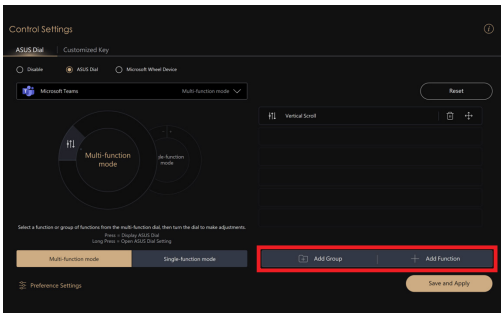 Control Settings
ASUS Dial
Customized Key
Disable
ASUS Dial
Microsoft Wheel Device
Microsoft Teams
Multi-function mode
Reset
Vertical Scroll
Multi-function
mode
mode
Select a function or group of functions from the multi-function dial, then turn the dial to make adjustments.
Press = Display ASUS Dial
Long Press = Open ASUS Dial Setting
Multi-function mode
Single-function mode
Add Group
Add Function
Preference Settings
Save and Apply